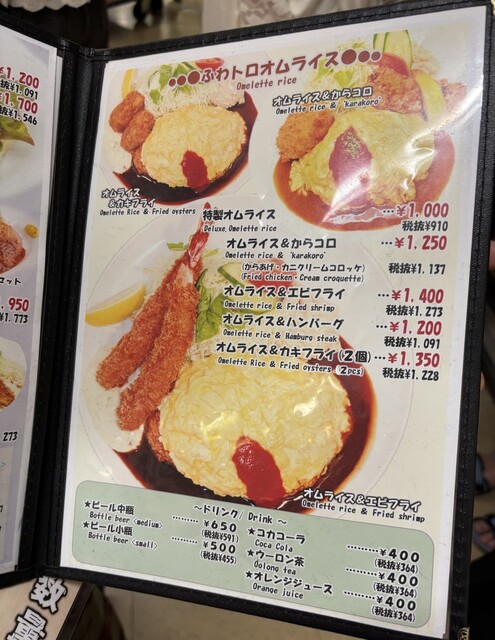 ¥1,200
税抜¥1,091
¥1,700
税抜¥1,546
セット
950
¥1,773
273
●●●ふわトロオムライス●●●
Omelette rice
オムライス&からコロ
Omelette rice & 'karakoro'
オムライス
&カキフライ
Omelette Rice & Fried oysters
特製オムライス …¥1,000
Deluxe Omelette rice 税抜¥910
オムライス&からコロ …¥1,250
Omelette rice & 'karakoro'
(からあげ・カニクリームコロッケ) 税抜¥1,137
(Fried chicken・Cream croquette)
オムライス&エビフライ …¥1,400
Omelette rice & Fried shrimp 税抜¥1,273
オムライス&ハンバーグ …¥1,200
Omelette rice & Hamburg steak 税抜¥1,091
オムライス&カキフライ(2個) …¥1,350
Omelette Rice & Fried oysters (2pcs) 税抜¥1,228
オムライス&エビフライ
Omelette rice & Fried shrimp
~ドリンク/ Drink ~
★ビール中瓶 ………¥650
Bottle beer<medium> (税抜¥591)
★ビール小瓶 ………¥500
Bottle beer<small> (税抜¥455)
★コカコーラ ………¥400
Coca Cola (税抜¥364)
★ウーロン茶 ………¥400
Oolong tea (税抜¥364)
★オレンジジュース ………¥400
Orange juice (税抜¥364)
数量